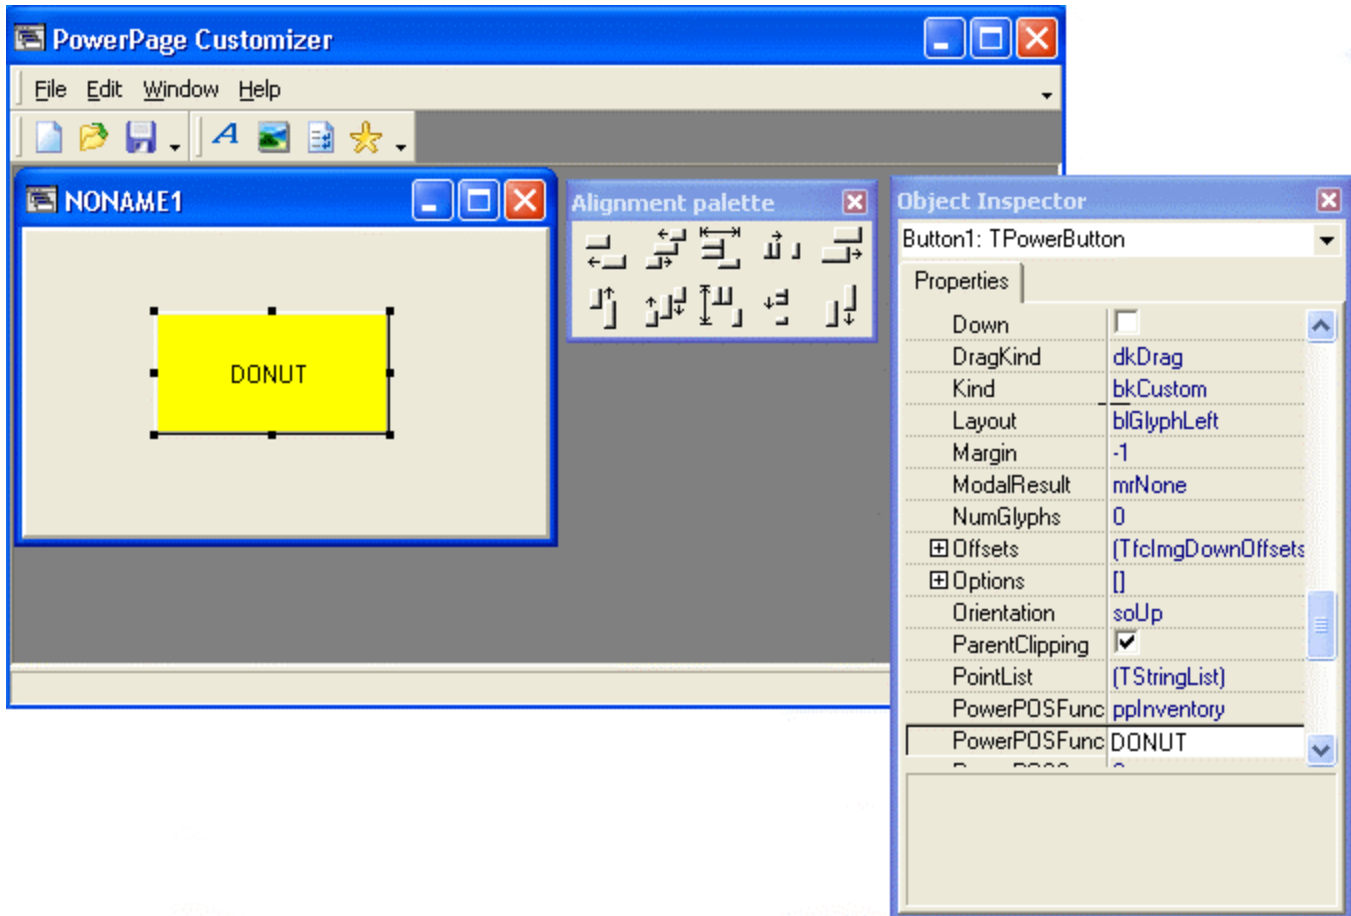 PowerPage Customizer
File Edit Window Help
NONAME1
DONUT
Alignment palette
Object Inspector
Button1: TPowerButton
Properties
Down
DragKind dkDrag
Kind bkCustom
Layout blGlyphLeft
Margin -1
ModalResult mrNone
NumGlyphs 0
Offsets (TfcImgDownOffsets
Options []
Orientation soUp
ParentClipping
PointList (TStringList)
PowerPOSFunc ppInventory
PowerPOSFunc DONUT